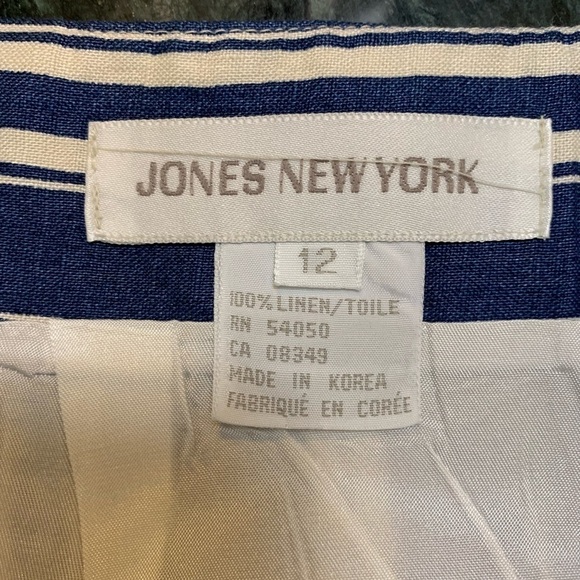 JONES NEW YORK
12
100% LINEN/TOILE
RN 54050
CA 08349
MADE IN KOREA
FABRIQUÉ EN CORÉE